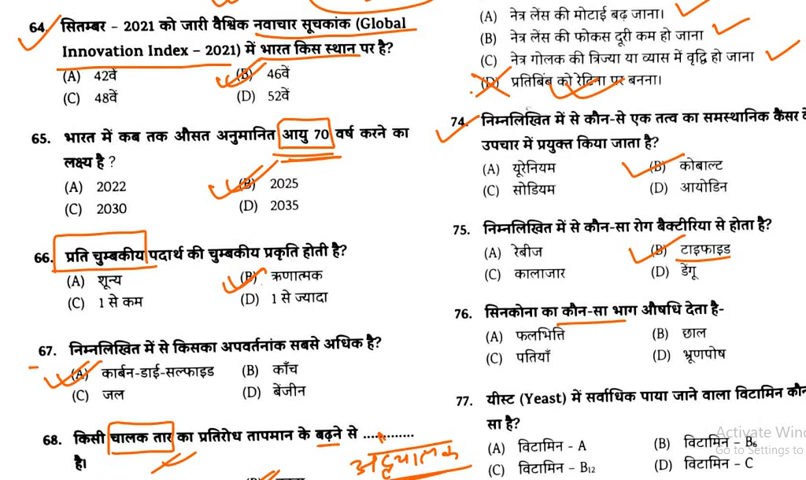 64. सितम्बर - 2021 को जारी वैश्विक नवाचार सूचकांक (Global
Innovation Index - 2021) में भारत किस स्थान पर है?
(A) 42वें (B) 46वें
(C) 48वें (D) 52वें
65. भारत में कब तक औसत अनुमानित आयु 70 वर्ष करने का
लक्ष्य है ?
(A) 2022 (B) 2025
(C) 2030 (D) 2035
66. प्रति चुम्बकीय पदार्थ की चुम्बकीय प्रकृति होती है?
(A) शून्य (B) ऋणात्मक
(C) 1 से कम (D) 1 से ज्यादा
67. निम्नलिखित में से किसका अपवर्तनांक सबसे अधिक है?
(A) कार्बन-डाई-सल्फाइड (B) काँच
(C) जल (D) बेंजीन
68. किसी चालक तार का प्रतिरोध तापमान के बढ़ने से ............
है।
(A) नेत्र लेंस की मोटाई बढ़ जाना।
(B) नेत्र लेंस की फोकस दूरी कम हो जाना
(C) नेत्र गोलक की त्रिज्या या व्यास में वृद्धि हो जाना
(D) प्रतिबिंब को रेटिना पर बनना।
74. निम्नलिखित में से कौन-से एक तत्व का समस्थानिक कैंसर के
उपचार में प्रयुक्त किया जाता है?
(A) यूरेनियम (B) कोबाल्ट
(C) सोडियम (D) आयोडिन
75. निम्नलिखित में से कौन-सा रोग बैक्टीरिया से होता है?
(A) रेबीज (B) टाइफाइड
(C) कालाजार (D) डेंगू
76. सिनकोना का कौन-सा भाग औषधि देता है-
(A) फलभित्ति (B) छाल
(C) पतियाँ (D) भ्रूणपोष
77. यीस्ट (Yeast) में सर्वाधिक पाया जाने वाला विटामिन कौन
सा है?
(A) विटामिन - A (B) विटामिन - B₆
(C) विटामिन - B₁₂ (D) विटामिन - C
Activate Win
Go to Settings to